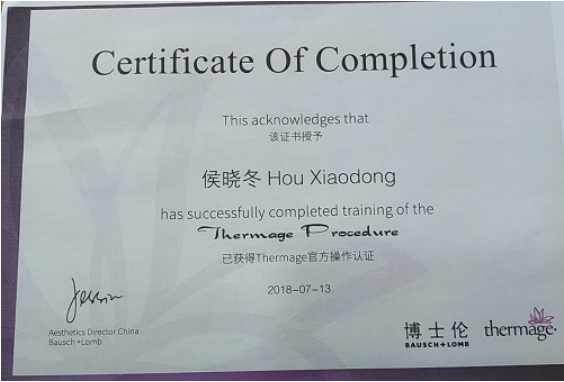 Certificate Of Completion
This acknowledges that
该证书授予
侯晓冬 Hou Xiaodong
has successfully completed training of the
Thermage Procedure
已获得Thermage官方操作认证
2018-07-13
Jessin
Aesthetics Director China
Bausch +Lomb
博士伦
BAUSCH+LOMB
thermage